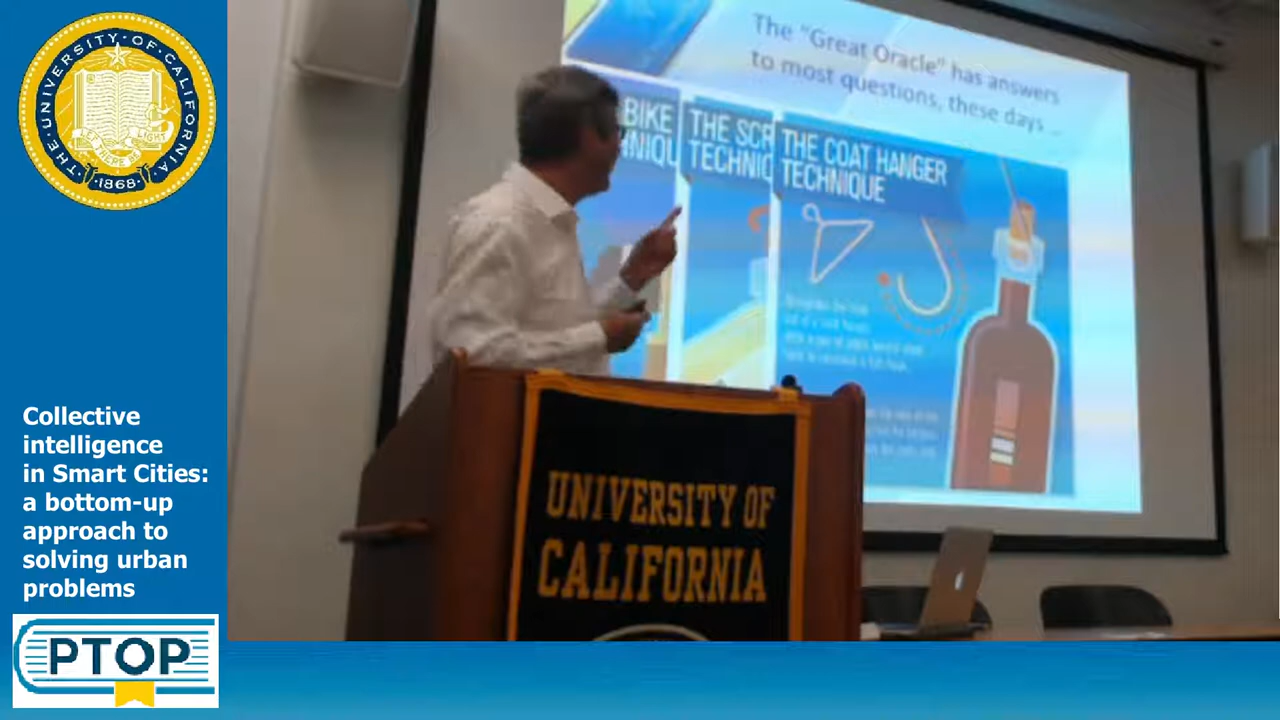 THE·UNIVERSITY·OF·CALIFORNIA
LET THERE BE LIGHT
·1868·
Collective
intelligence
in Smart Cities:
a bottom-up
approach to
solving urban
problems
PTOP
The "Great Oracle" has answers
to most questions, these days ...
BIKE
HNIQU
THE SCR
TECHNIQ
THE COAT HANGER
TECHNIQUE
UNIVERSITY OF
CALIFORNIA